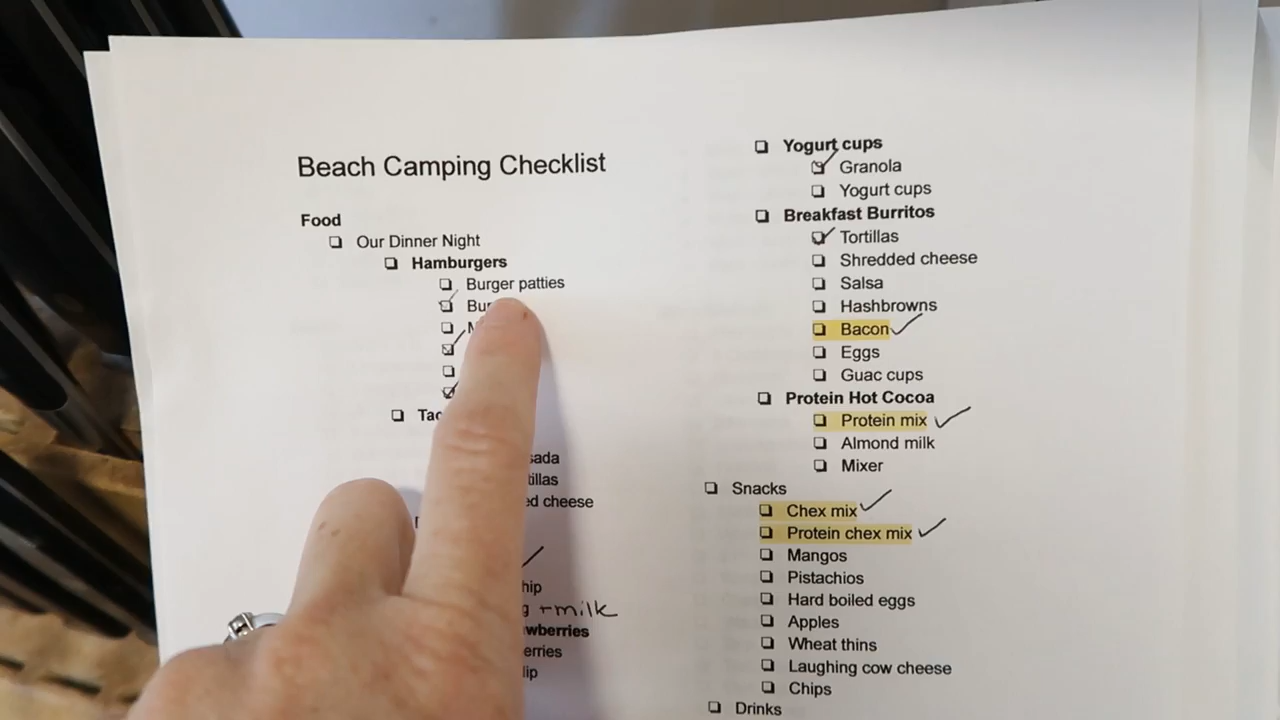 Beach Camping Checklist
Food
Our Dinner Night
Hamburgers
Burger patties
sada
tillas
ed cheese
hip
+milk
wberries
erries
lip
Yogurt cups
Granola
Yogurt cups
Breakfast Burritos
Tortillas
Shredded cheese
Salsa
Hashbrowns
Bacon
Eggs
Guac cups
Protein Hot Cocoa
Protein mix
Almond milk
Mixer
Snacks
Chex mix
Protein chex mix
Mangos
Pistachios
Hard boiled eggs
Apples
Wheat thins
Laughing cow cheese
Chips
Drinks